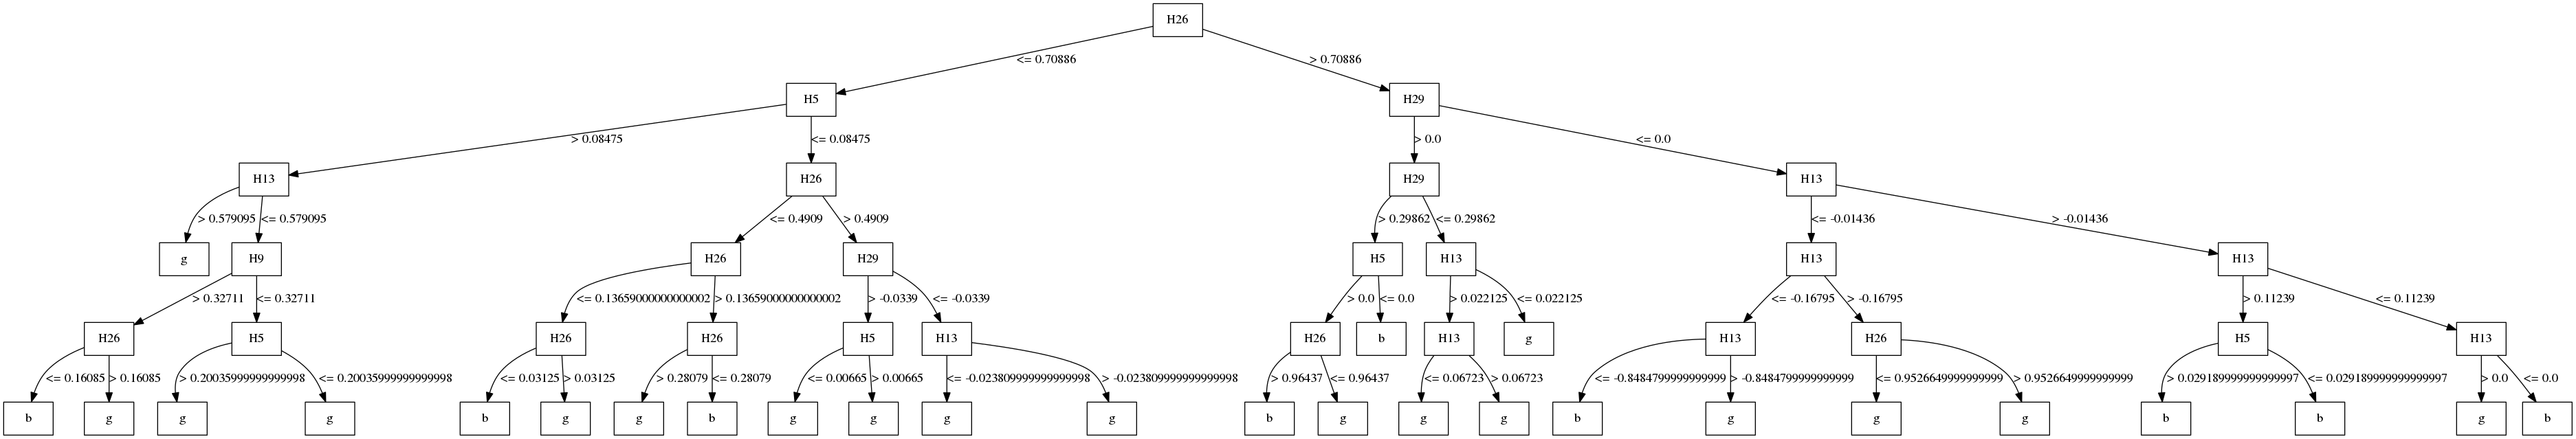 H26
<= 0.70886
> 0.70886
H5
H29
> 0.08475
<= 0.08475
> 0.0
<= 0.0
H13
H26
H29
H13
> 0.579095
<= 0.579095
<= 0.4909
> 0.4909
> 0.29862
<= 0.29862
<= -0.01436
> -0.01436
g
H9
H26
H29
H5
H13
H13
H13
> 0.32711
<= 0.32711
<= 0.13659000000000002
> 0.13659000000000002
> -0.0339
<= -0.0339
> 0.0
<= 0.0
> 0.022125
<= 0.022125
<= -0.16795
> -0.16795
> 0.11239
<= 0.11239
H26
H5
H26
H26
H5
H13
H26
b
H13
g
H13
H26
H5
H13
<= 0.16085
> 0.16085
> 0.20035999999999998
<= 0.20035999999999998
<= 0.03125
> 0.03125
> 0.28079
<= 0.28079
<= 0.00665
> 0.00665
<= -0.023809999999999998
> -0.023809999999999998
> 0.96437
<= 0.96437
<= 0.06723
> 0.06723
<= -0.8484799999999999
> -0.8484799999999999
<= 0.9526649999999999
> 0.9526649999999999
> 0.029189999999999997
<= 0.029189999999999997
> 0.0
<= 0.0
b
g
g
g
b
g
g
b
g
g
g
g
b
g
g
g
b
g
g
g
b
b
g
b